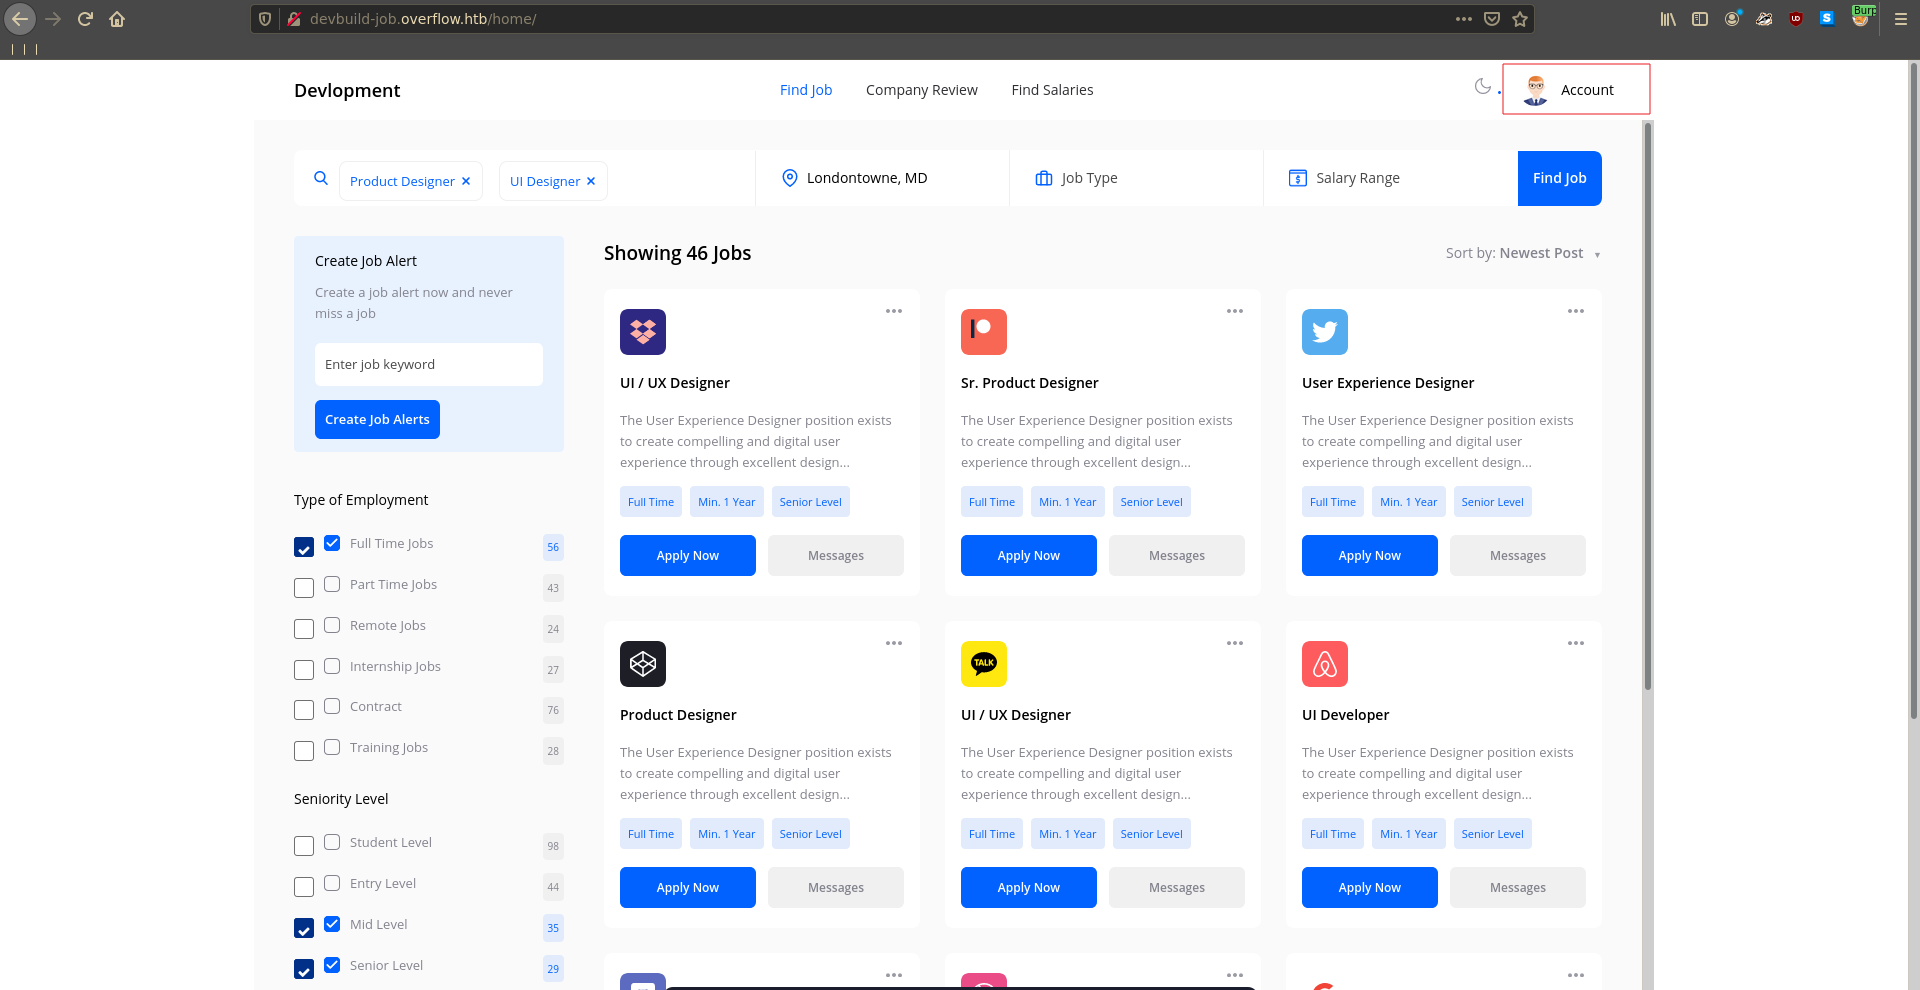 devbuild-job.overflow.htb/home/
Burp
Devlopment
Find Job
Company Review
Find Salaries
Account
Product Designer ×
UI Designer ×
Londontowne, MD
Job Type
Salary Range
Find Job
Create Job Alert
Create a job alert now and never
miss a job
Enter job keyword
Create Job Alerts
Type of Employment
Full Time Jobs 56
Part Time Jobs 43
Remote Jobs 24
Internship Jobs 27
Contract 76
Training Jobs 28
Seniority Level
Student Level 98
Entry Level 44
Mid Level 35
Senior Level 29
Showing 46 Jobs
Sort by: Newest Post
UI / UX Designer
The User Experience Designer position exists
to create compelling and digital user
experience through excellent design...
Full Time Min. 1 Year Senior Level
Apply Now Messages
Sr. Product Designer
The User Experience Designer position exists
to create compelling and digital user
experience through excellent design...
Full Time Min. 1 Year Senior Level
Apply Now Messages
User Experience Designer
The User Experience Designer position exists
to create compelling and digital user
experience through excellent design...
Full Time Min. 1 Year Senior Level
Apply Now Messages
Product Designer
The User Experience Designer position exists
to create compelling and digital user
experience through excellent design...
Full Time Min. 1 Year Senior Level
Apply Now Messages
TALK
UI / UX Designer
The User Experience Designer position exists
to create compelling and digital user
experience through excellent design...
Full Time Min. 1 Year Senior Level
Apply Now Messages
UI Developer
The User Experience Designer position exists
to create compelling and digital user
experience through excellent design...
Full Time Min. 1 Year Senior Level
Apply Now Messages